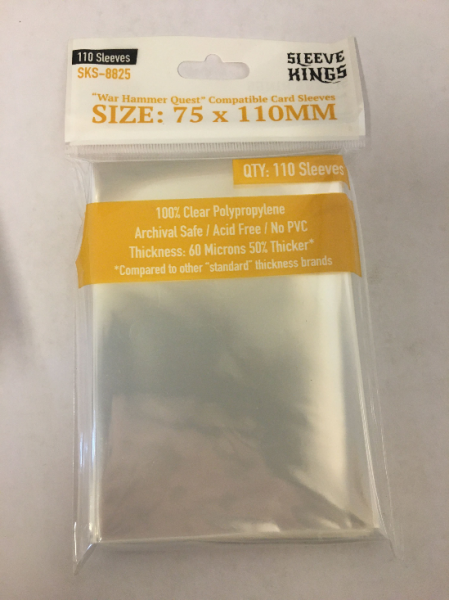 110 Sleeves
SKS-8825
SLEEVE
KINGS
"War Hammer Quest" Compatible Card Sleeves
SIZE: 75 x 110MM
QTY: 110 Sleeves
100% Clear Polypropylene
Archival Safe / Acid Free / No PVC
Thickness: 60 Microns 50% Thicker*
*Compared to other "standard" thickness brands